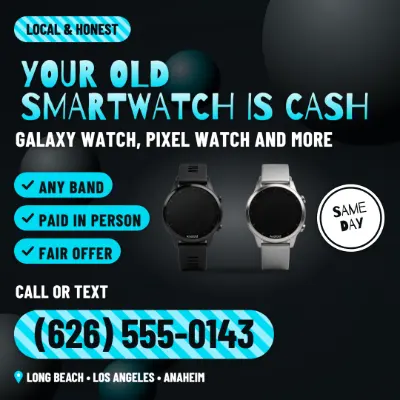 LOCAL & HONEST
YOUR OLD
SMARTWATCH IS CASH
GALAXY WATCH, PIXEL WATCH AND MORE
ANY BAND
PAID IN PERSON
FAIR OFFER
SAME
DAY
CALL OR TEXT
(626) 555-0143
LONG BEACH • LOS ANGELES • ANAHEIM